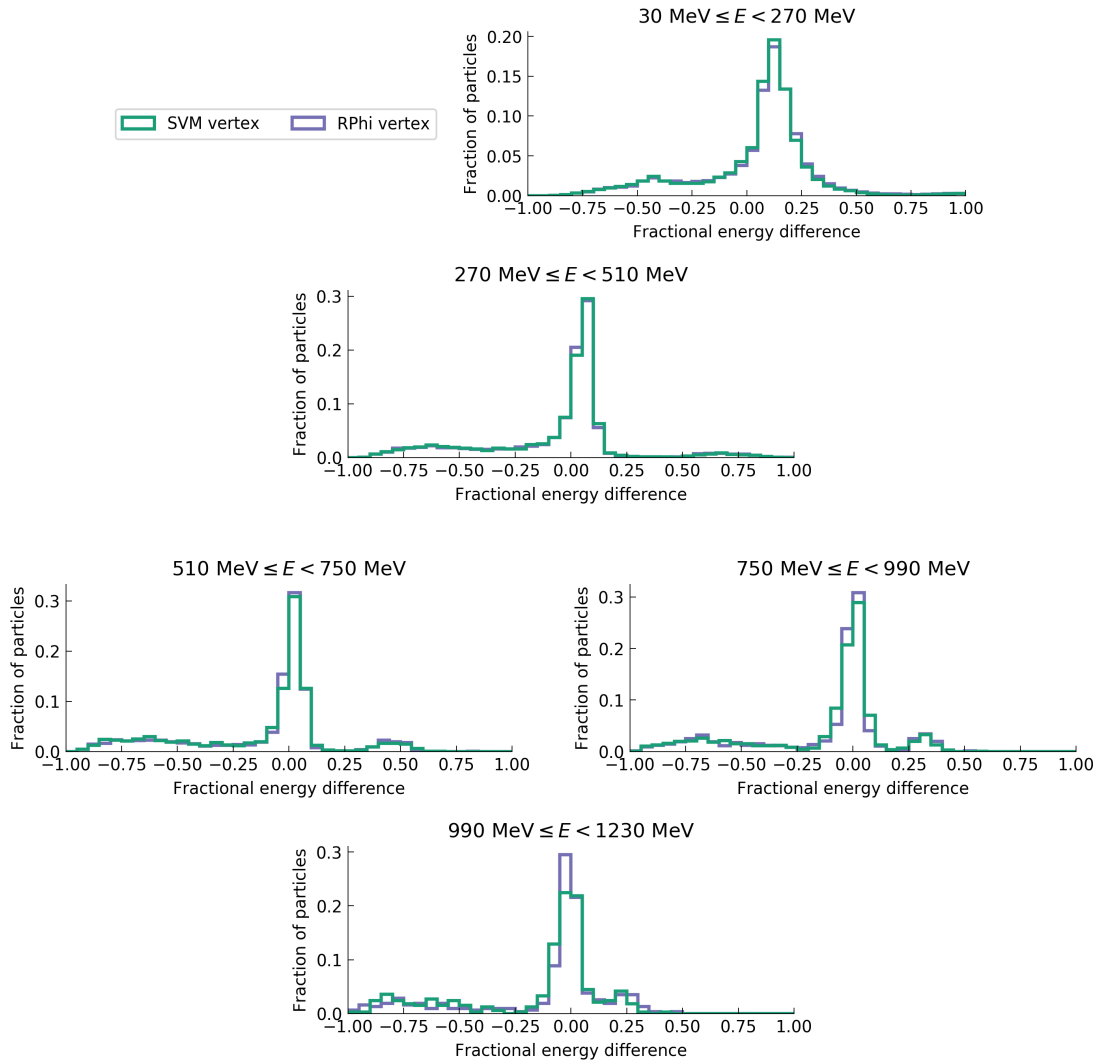 30 MeV ≤ E < 270 MeV
Fraction of particles
0.20
0.15
0.10
0.05
0.00
−1.00 −0.75 −0.50 −0.25 0.00 0.25 0.50 0.75 1.00
Fractional energy difference
SVM vertex RPhi vertex
270 MeV ≤ E < 510 MeV
Fraction of particles
0.3
0.2
0.1
0.0
−1.00 −0.75 −0.50 −0.25 0.00 0.25 0.50 0.75 1.00
Fractional energy difference
510 MeV ≤ E < 750 MeV
Fraction of particles
0.3
0.2
0.1
0.0
−1.00 −0.75 −0.50 −0.25 0.00 0.25 0.50 0.75 1.00
Fractional energy difference
750 MeV ≤ E < 990 MeV
Fraction of particles
0.3
0.2
0.1
0.0
−1.00 −0.75 −0.50 −0.25 0.00 0.25 0.50 0.75 1.00
Fractional energy difference
990 MeV ≤ E < 1230 MeV
Fraction of particles
0.3
0.2
0.1
0.0
−1.00 −0.75 −0.50 −0.25 0.00 0.25 0.50 0.75 1.00
Fractional energy difference